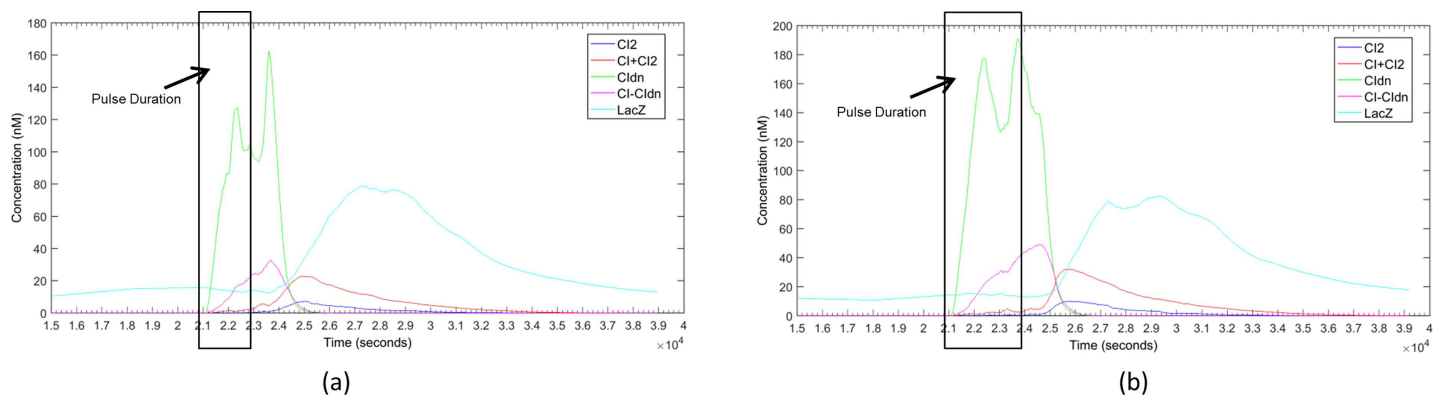 180
160
140
120
100
80
60
40
20
0
Concentration (nM)
Pulse Duration
CI2
CI+CI2
CIdn
CI-CIdn
LacZ
1.5 1.6 1.7 1.8 1.9 2 2.1 2.2 2.3 2.4 2.5 2.6 2.7 2.8 2.9 3 3.1 3.2 3.3 3.4 3.5 3.6 3.7 3.8 3.9 4
Time (seconds)
×10⁴
(a)
200
180
160
140
120
100
80
60
40
20
0
Concentration (nM)
Pulse Duration
CI2
CI+CI2
CIdn
CI-CIdn
LacZ
1.5 1.6 1.7 1.8 1.9 2 2.1 2.2 2.3 2.4 2.5 2.6 2.7 2.8 2.9 3 3.1 3.2 3.3 3.4 3.5 3.6 3.7 3.8 3.9 4
Time (seconds)
×10⁴
(b)